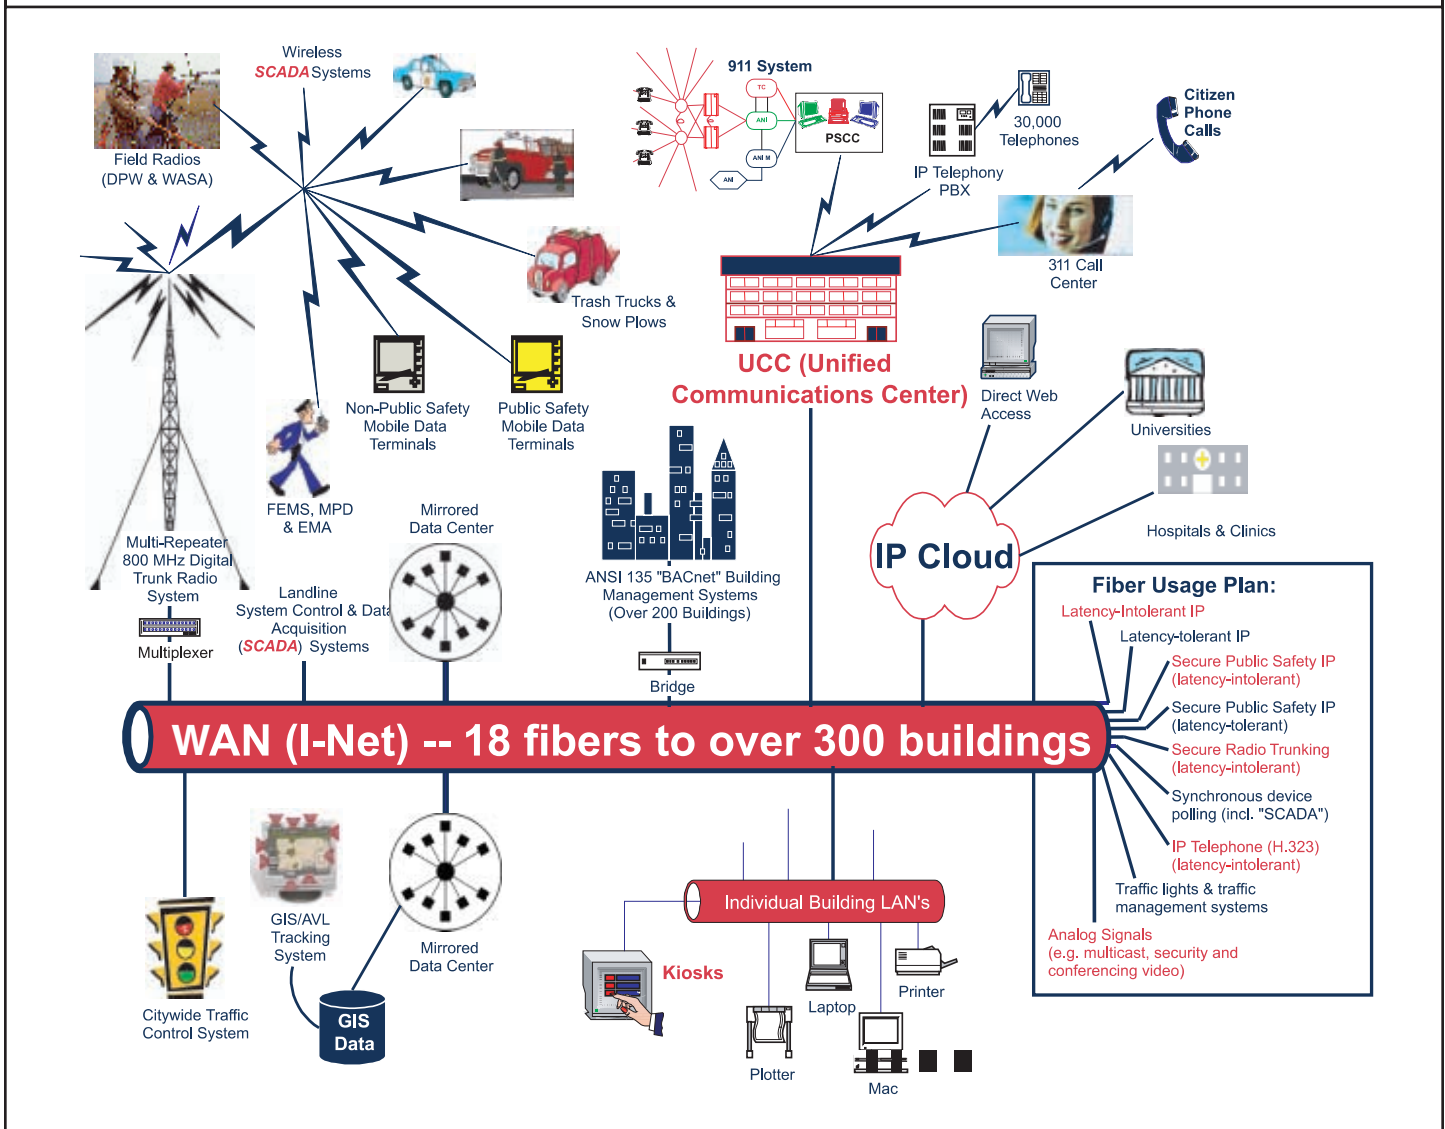 Wireless
SCADA Systems
Field Radios
(DPW & WASA)
Trash Trucks &
Snow Plows
Non-Public Safety
Mobile Data
Terminals
Public Safety
Mobile Data
Terminals
FEMS, MPD
& EMA
Multi-Repeater
800 MHz Digital
Trunk Radio
System
Multiplexer
Landline
System Control & Data
Acquisition
(SCADA) Systems
Mirrored
Data Center
911 System
TC
ANI
ANI M
ANI
PSCC
IP Telephony
PBX
30,000
Telephones
Citizen
Phone
Calls
311 Call
Center
UCC (Unified
Communications Center)
Direct Web
Access
Universities
Hospitals & Clinics
IP Cloud
ANSI 135 "BACnet" Building
Management Systems
(Over 200 Buildings)
Bridge
WAN (I-Net) -- 18 fibers to over 300 buildings
Fiber Usage Plan:
Latency-Intolerant IP
Latency-tolerant IP
Secure Public Safety IP
(latency-intolerant)
Secure Public Safety IP
(latency-tolerant)
Secure Radio Trunking
(latency-intolerant)
Synchronous device
polling (incl. "SCADA")
IP Telephone (H.323)
(latency-intolerant)
Traffic lights & traffic
management systems
Analog Signals
(e.g. multicast, security and
conferencing video)
Citywide Traffic
Control System
GIS/AVL
Tracking
System
GIS
Data
Mirrored
Data Center
Individual Building LAN's
Kiosks
Plotter
Laptop
Mac
Printer